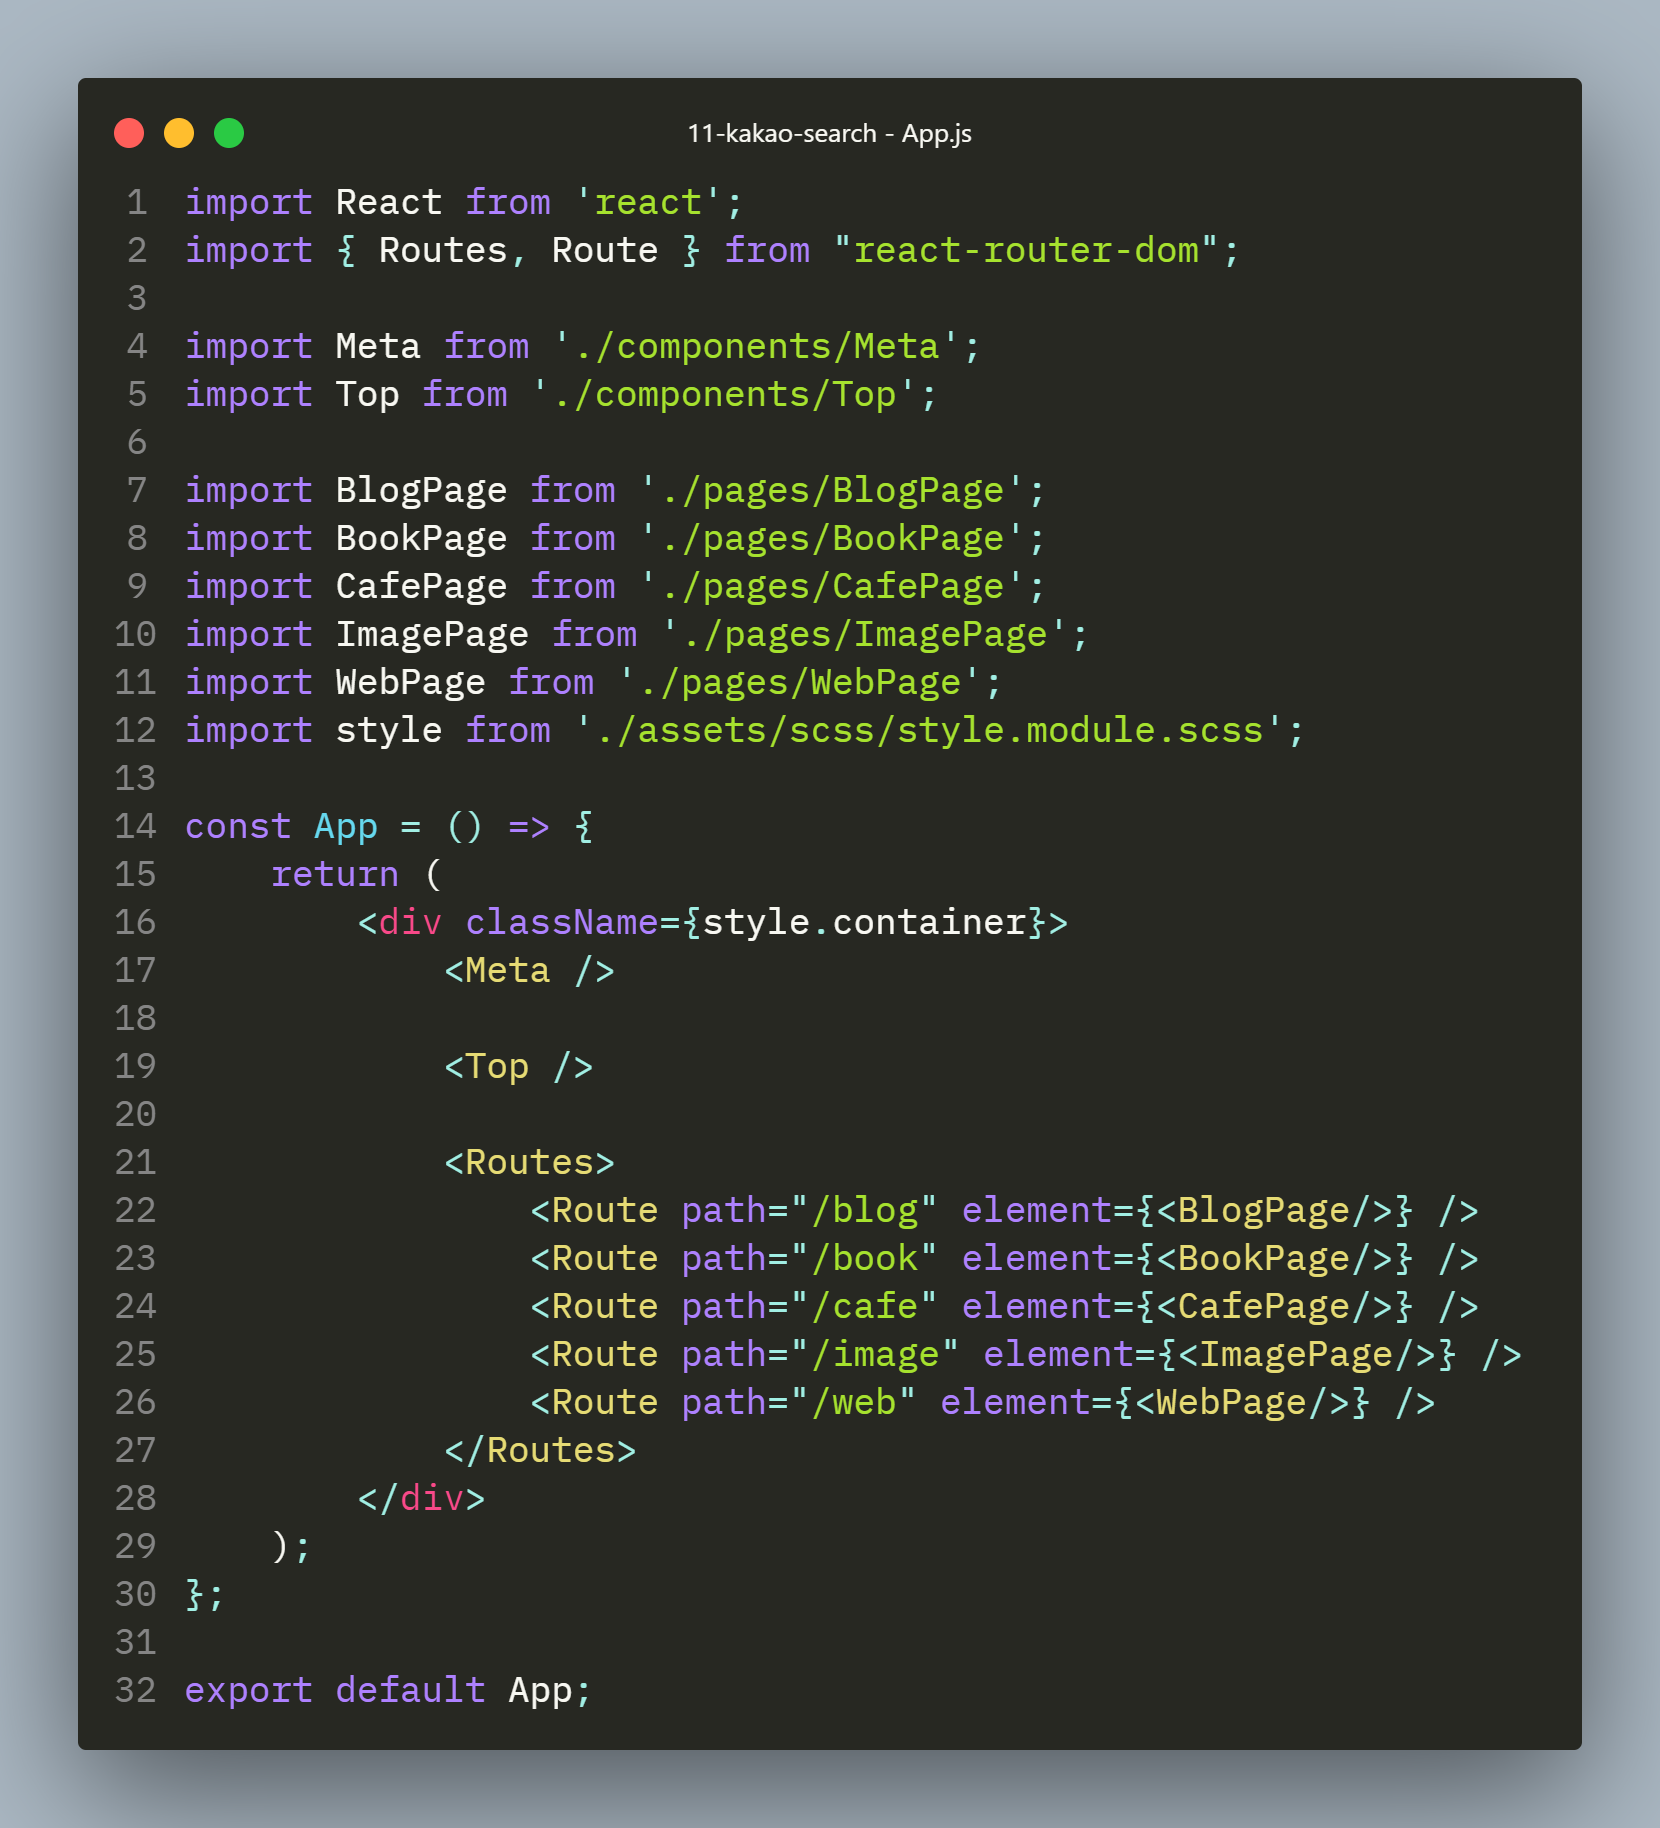 11-kakao-search - App.js
1 import React from 'react';
2 import { Routes, Route } from "react-router-dom";
3
4 import Meta from './components/Meta';
5 import Top from './components/Top';
6
7 import BlogPage from './pages/BlogPage';
8 import BookPage from './pages/BookPage';
9 import CafePage from './pages/CafePage';
10 import ImagePage from './pages/ImagePage';
11 import WebPage from './pages/WebPage';
12 import style from './assets/scss/style.module.scss';
13
14 const App = () => {
15     return (
16         <div className={style.container}>
17             <Meta />
18
19             <Top />
20
21             <Routes>
22                 <Route path="/blog" element={<BlogPage/>} />
23                 <Route path="/book" element={<BookPage/>} />
24                 <Route path="/cafe" element={<CafePage/>} />
25                 <Route path="/image" element={<ImagePage/>} />
26                 <Route path="/web" element={<WebPage/>} />
27             </Routes>
28         </div>
29     );
30 };
31
32 export default App;